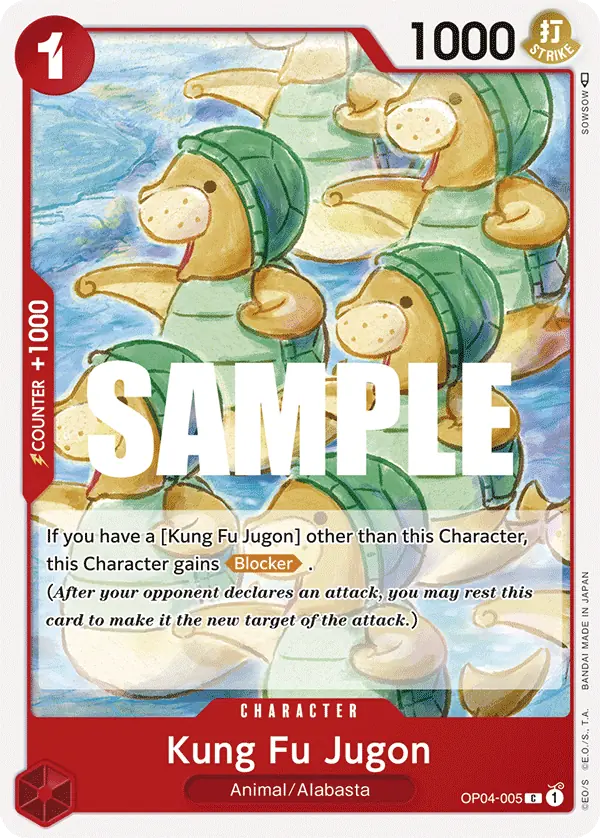 1
1000
打
STRIKE
SOWSOW
COUNTER +1000
SAMPLE
If you have a [Kung Fu Jugon] other than this Character,
this Character gains Blocker .
(After your opponent declares an attack, you may rest this
card to make it the new target of the attack.)
CHARACTER
Kung Fu Jugon
Animal/Alabasta
OP04-005 C 1
©EO/S ©E.O./S., T.A. BANDAI MADE IN JAPAN